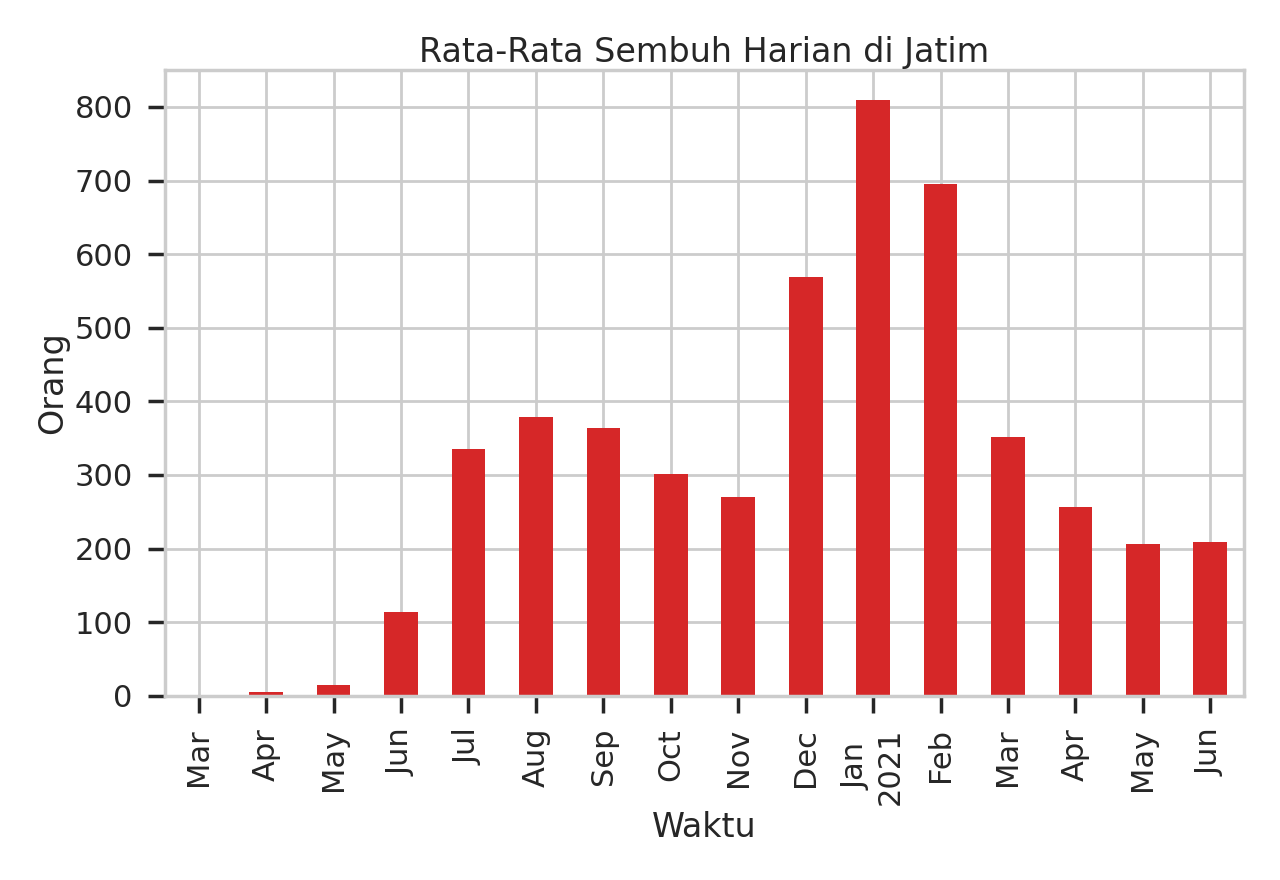 Rata-Rata Sembuh Harian di Jatim
800
700
600
500
400
300
200
100
0
Orang
Mar
Apr
May
Jun
Jul
Aug
Sep
Oct
Nov
Dec
Jan
2021
Feb
Mar
Apr
May
Jun
Waktu